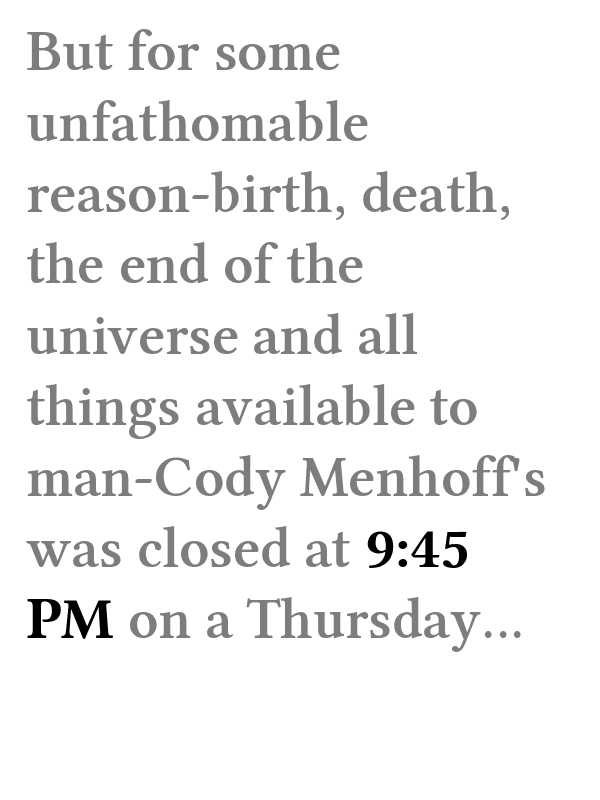 But for some
unfathomable
reason-birth, death,
the end of the
universe and all
things available to
man-Cody Menhoff's
was closed at 9:45
PM on a Thursday...